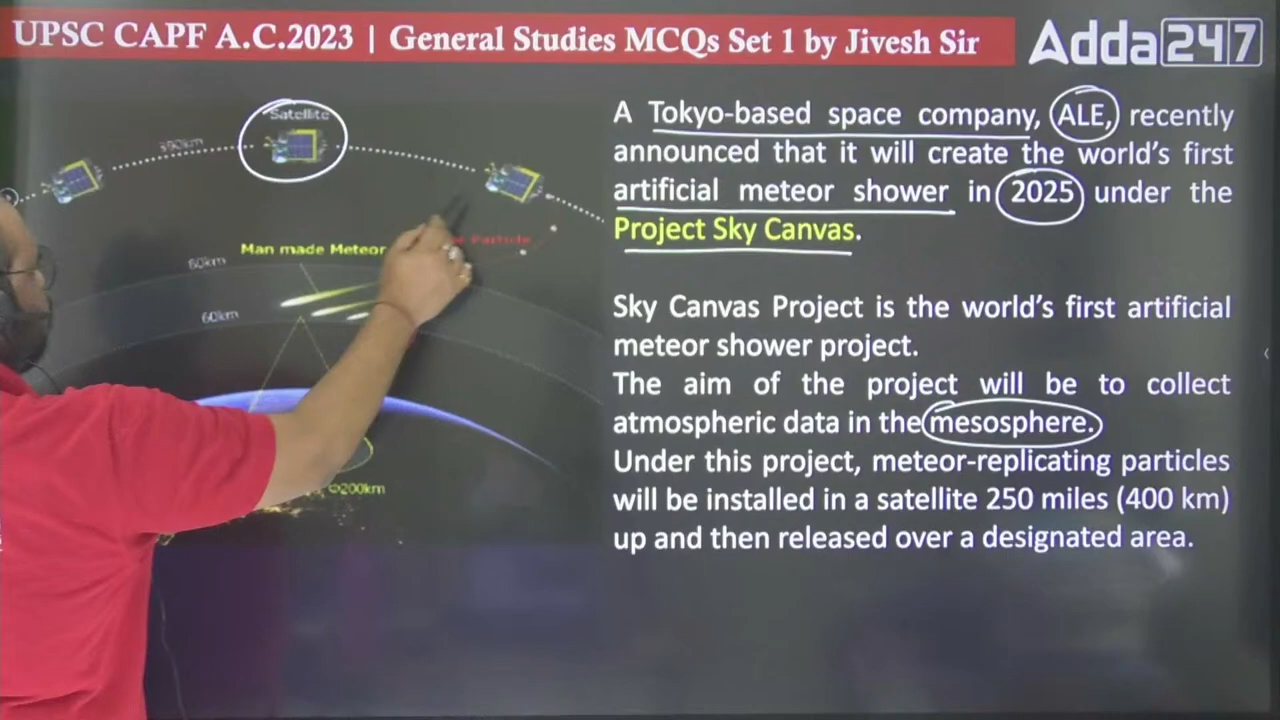 UPSC CAPF A.C.2023 | General Studies MCQs Set 1 by Jivesh Sir
Adda247
Satellite
Man made Meteor
Particle
60km
⇨200km
A Tokyo-based space company, ALE, recently
announced that it will create the world's first
artificial meteor shower in 2025 under the
Project Sky Canvas.
Sky Canvas Project is the world's first artificial
meteor shower project.
The aim of the project will be to collect
atmospheric data in the mesosphere.
Under this project, meteor-replicating particles
will be installed in a satellite 250 miles (400 km)
up and then released over a designated area.